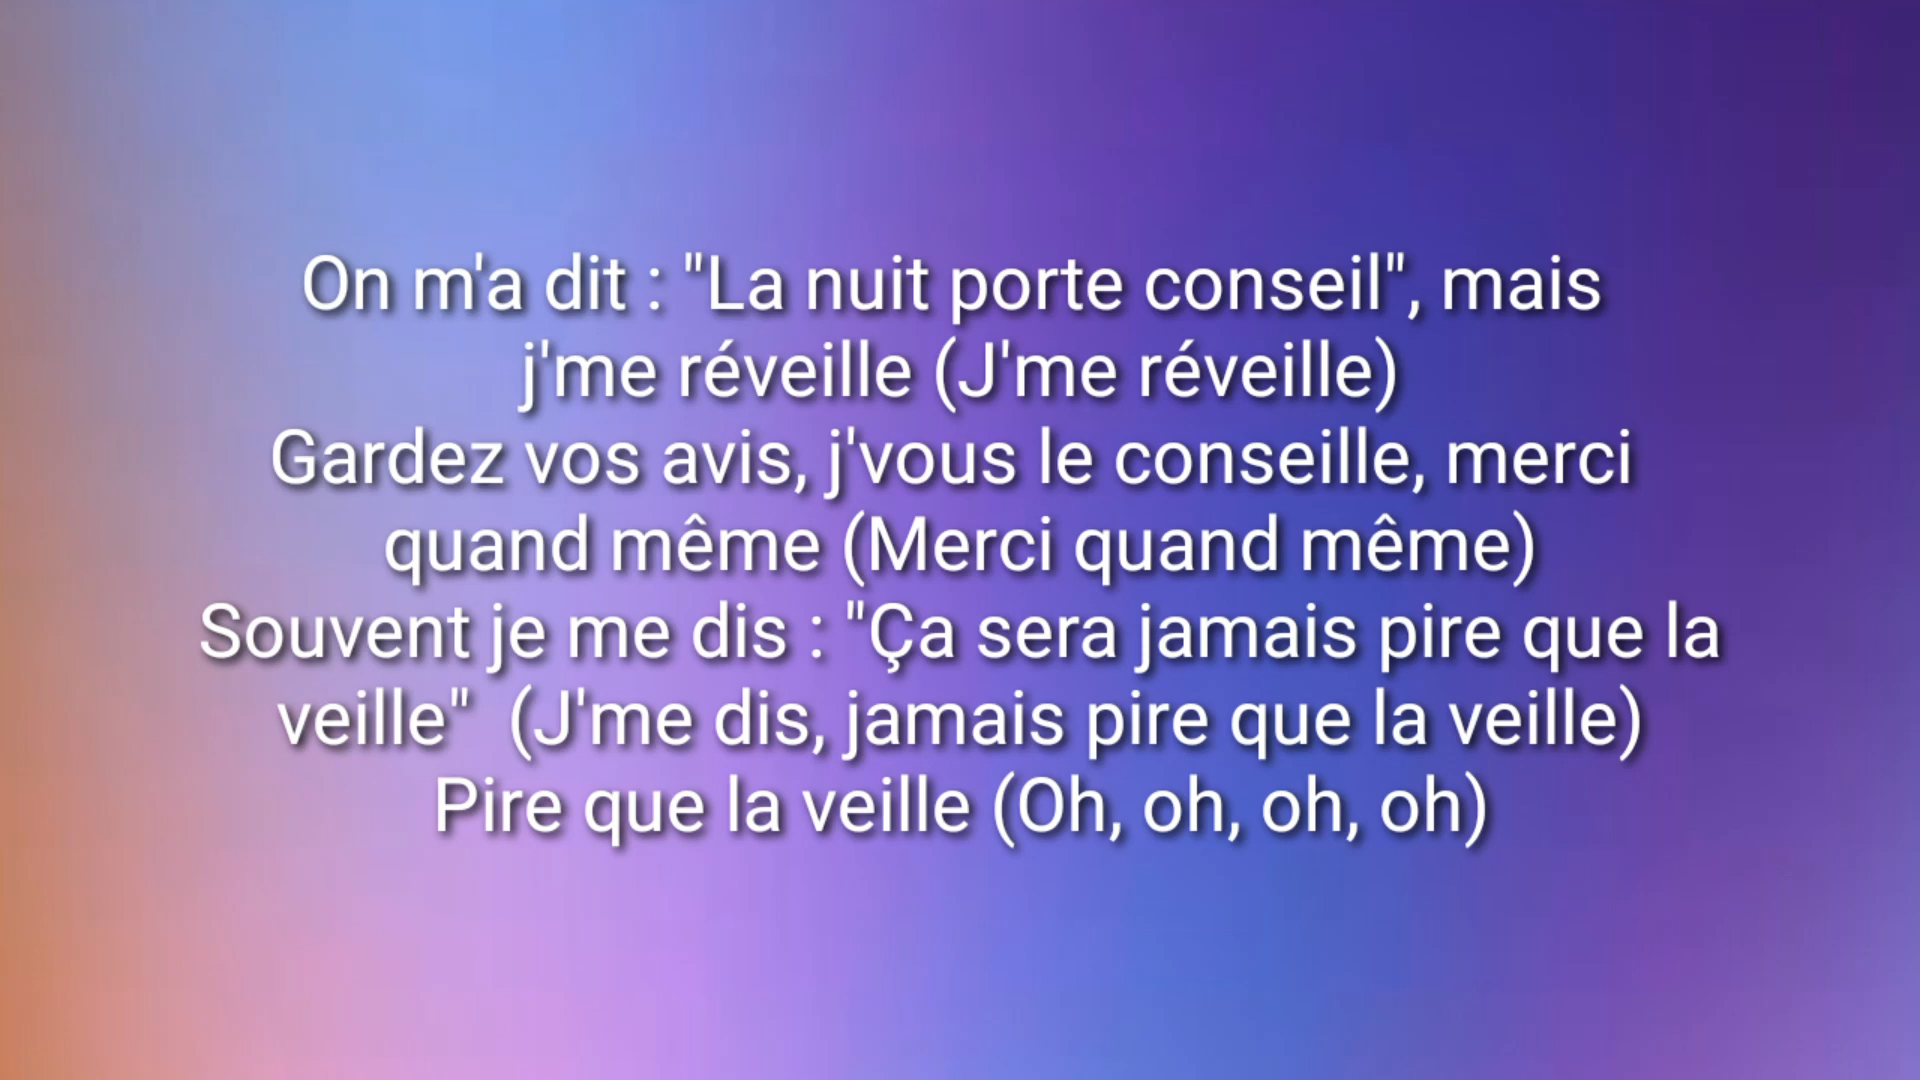 On m'a dit : "La nuit porte conseil", mais
j'me réveille (J'me réveille)
Gardez vos avis, j'vous le conseille, merci
quand même (Merci quand même)
Souvent je me dis : "Ça sera jamais pire que la
veille"  (J'me dis, jamais pire que la veille)
Pire que la veille (Oh, oh, oh, oh)